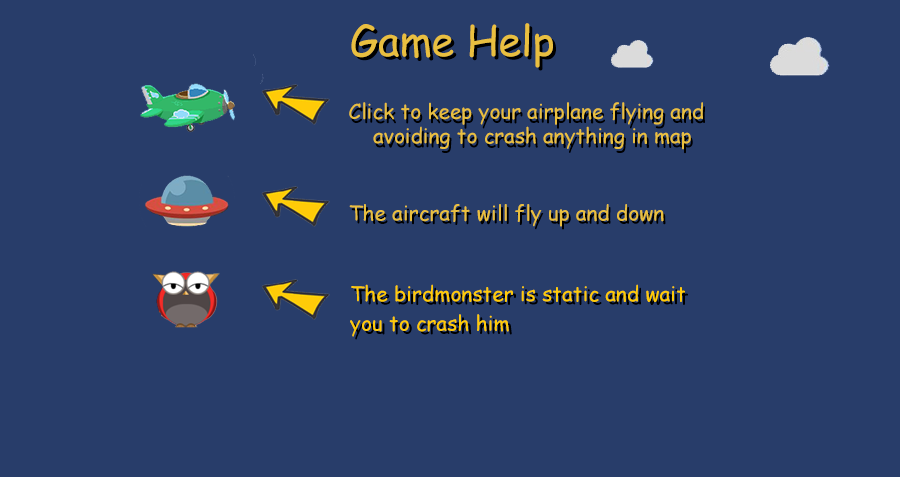 Game Help
Click to keep your airplane flying and
avoiding to crash anything in map
The aircraft will fly up and down
The birdmonster is static and wait
you to crash him